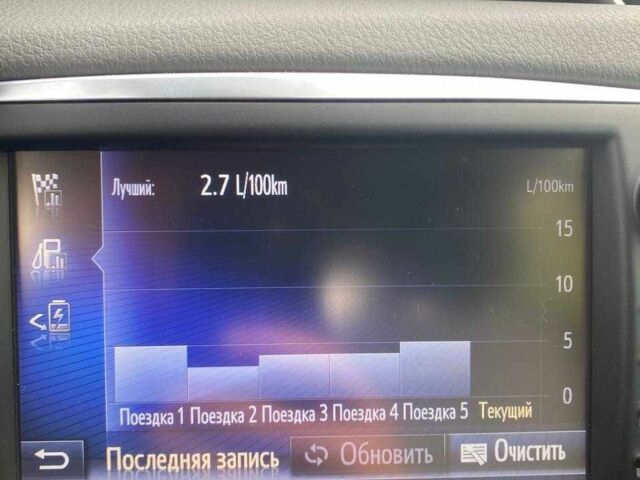 Лучший: 2.7 L/100km
L/100km
15
10
5
0
Поездка 1 Поездка 2 Поездка 3 Поездка 4 Поездка 5 Текущий
Последняя запись Обновить Очистить